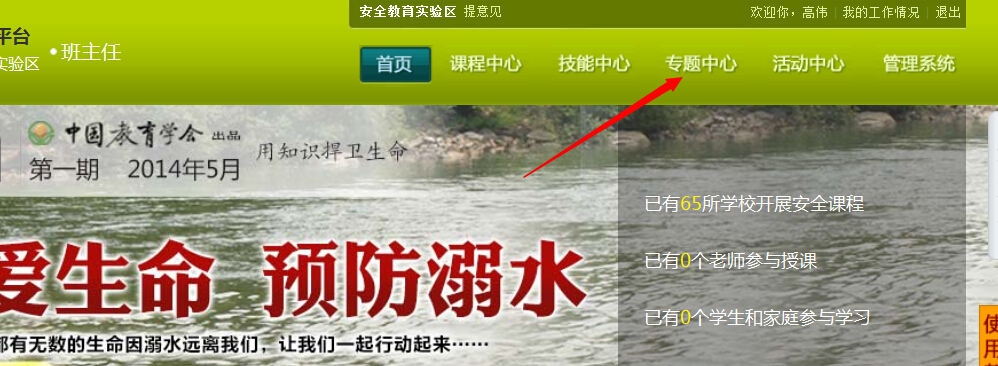 安全教育实验区 提意见
欢迎你，高伟 | 我的工作情况 | 退出
平台
实验区
班主任
首页 课程中心 技能中心 专题中心 活动中心 管理系统
中国教育学会 出品
第一期 2014年5月
用知识捍卫生命
已有65所学校开展安全课程
已有0个老师参与授课
已有0个学生和家庭参与学习
爱生命 预防溺水
都有无数的生命因溺水远离我们，让我们一起行动起来……
使
用